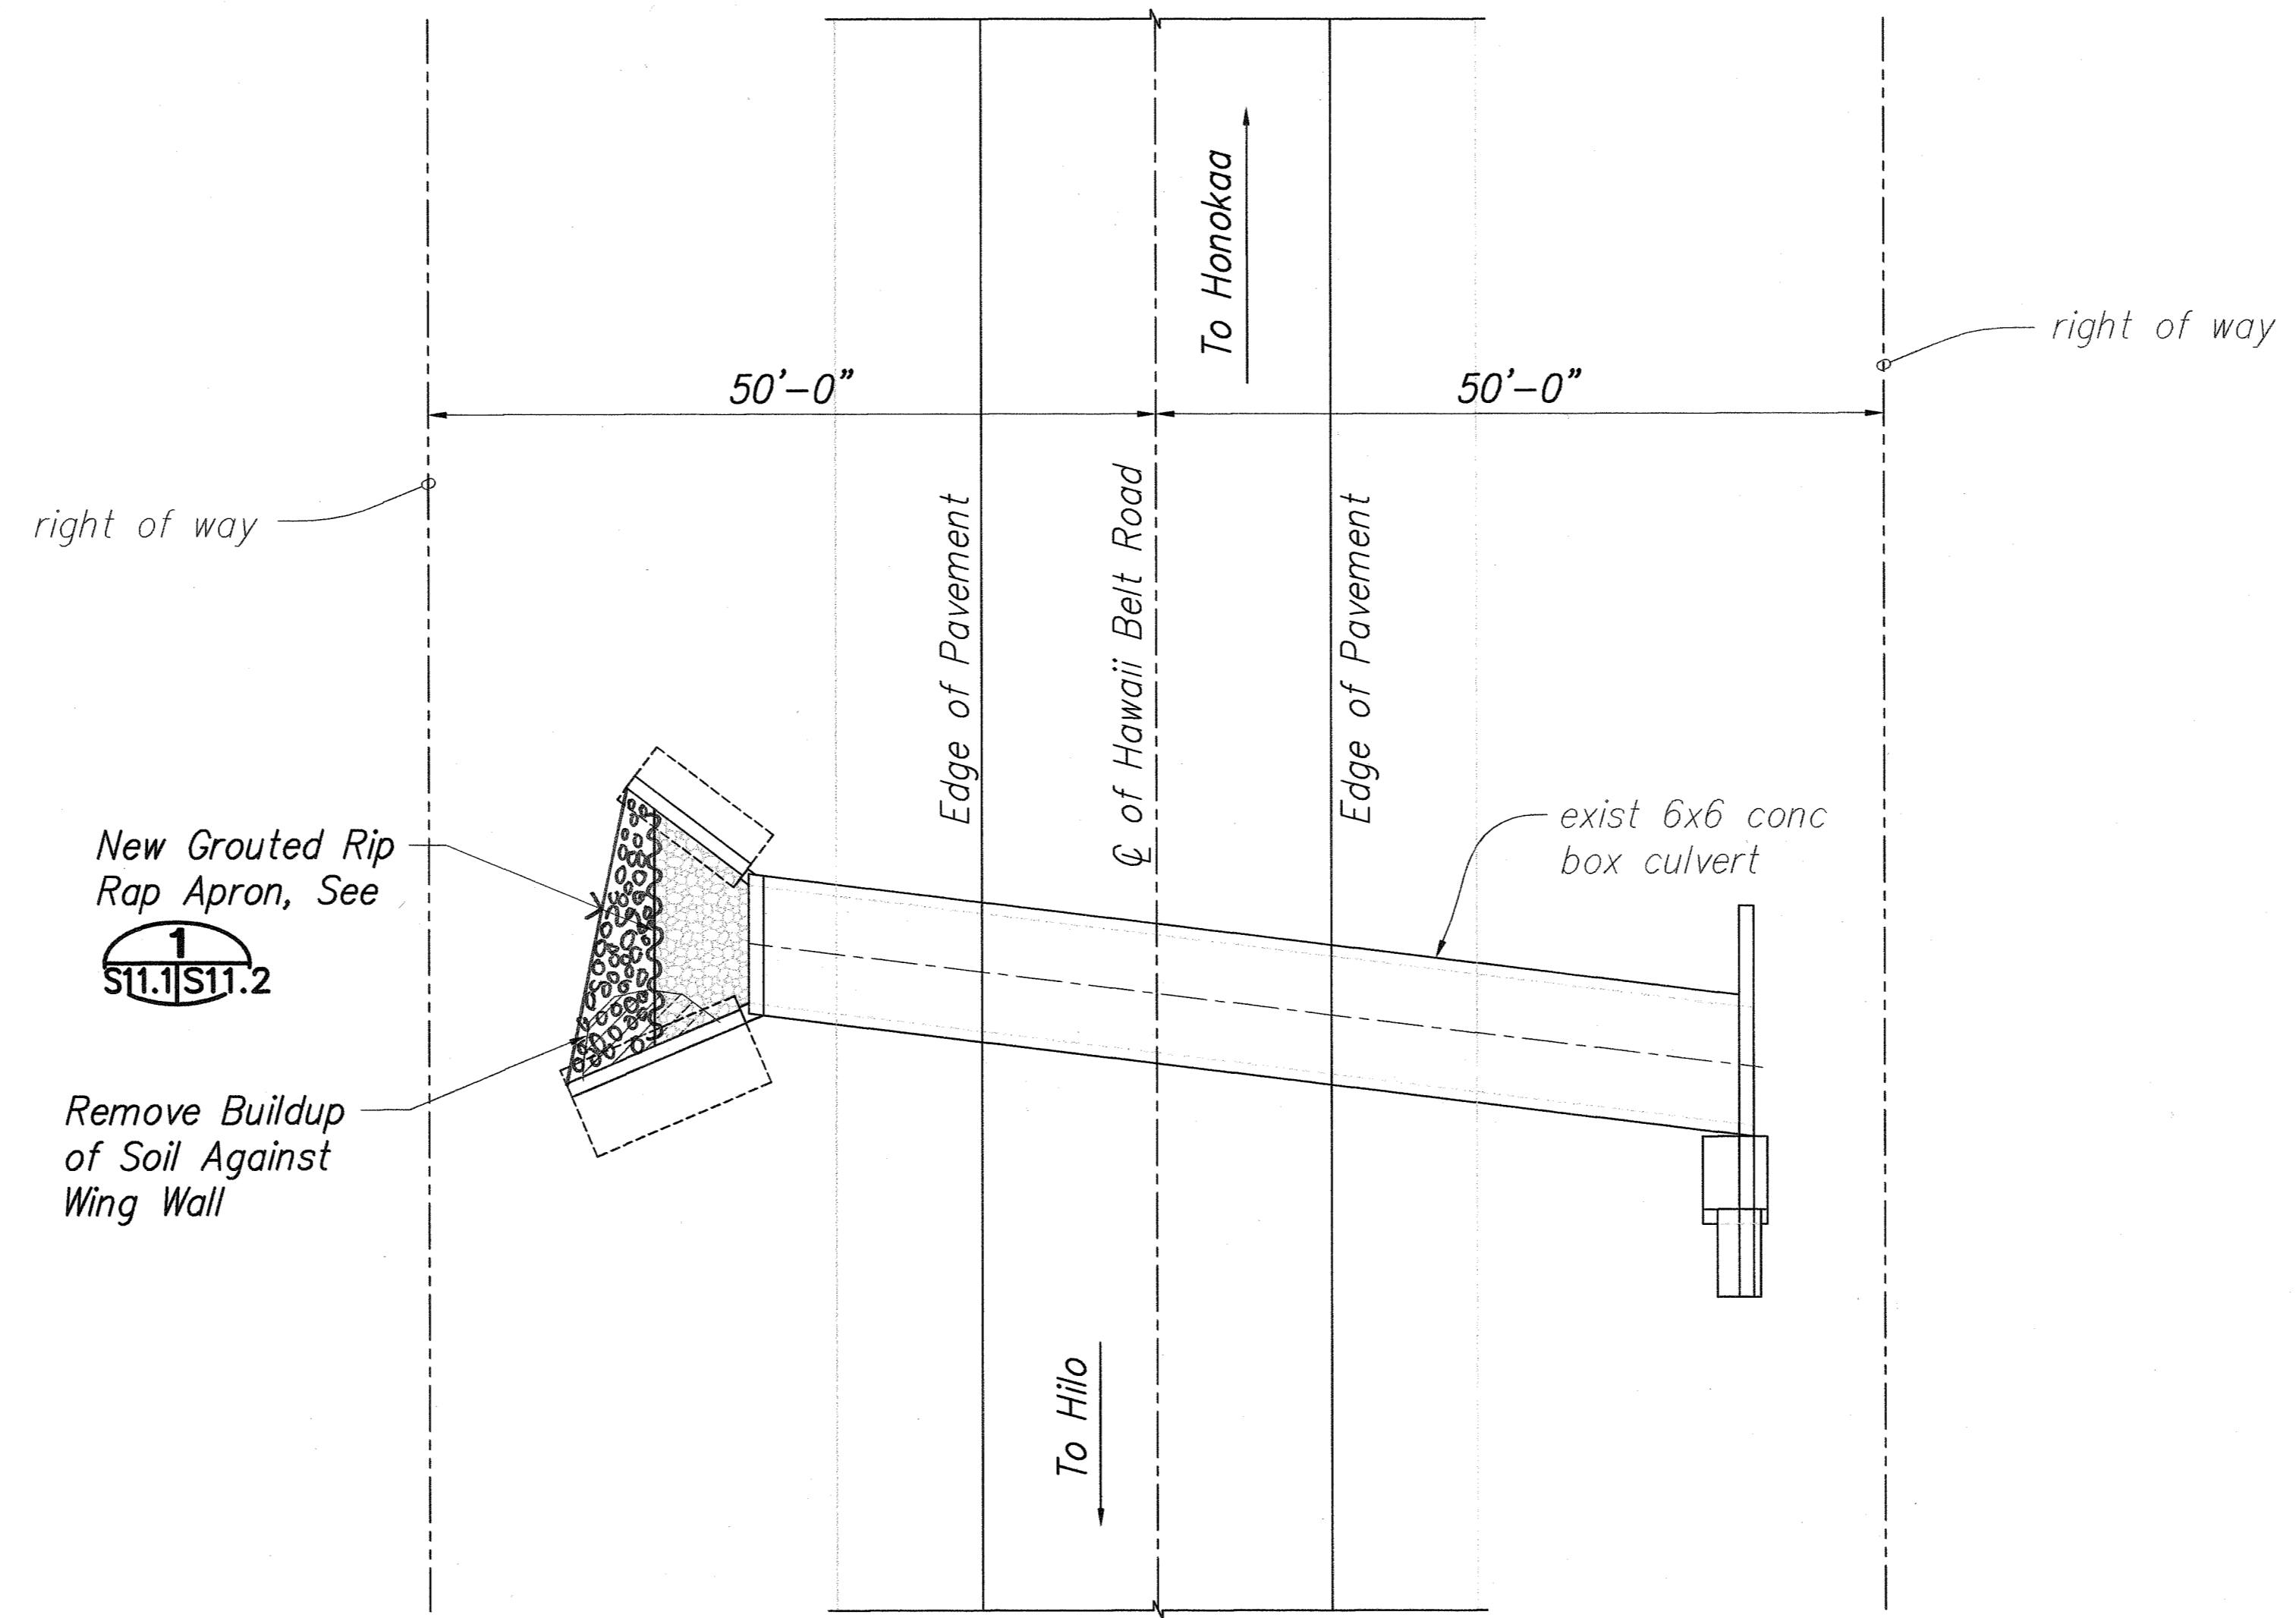 To Honokaa
right of way
50'-0"
50'-0"
right of way
Edge of Pavement
℄ of Hawaii Belt Road
Edge of Pavement
exist 6x6 conc
box culvert
New Grouted Rip
Rap Apron, See
1
S11.1 S11.2
Remove Buildup
of Soil Against
Wing Wall
To Hilo